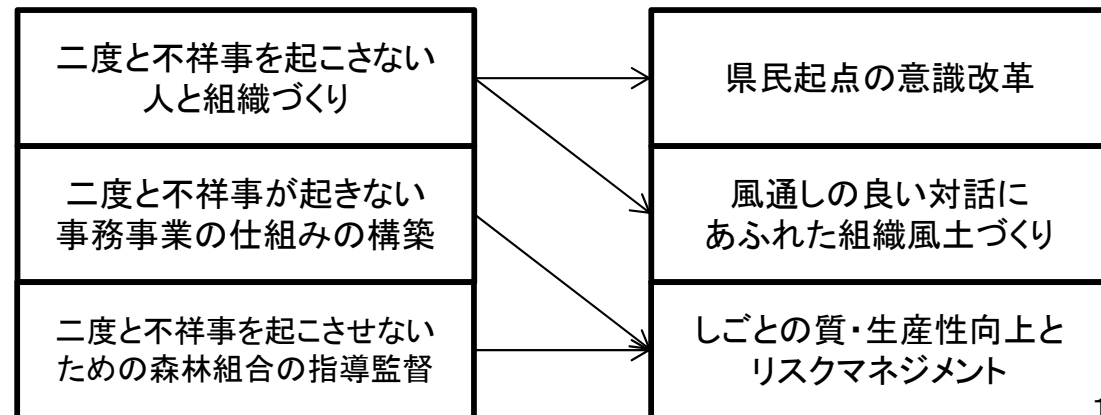 二度と不祥事を起こさない
人と組織づくり
二度と不祥事が起きない
事務事業の仕組みの構築
二度と不祥事を起こさせない
ための森林組合の指導監督
県民起点の意識改革
風通しの良い対話に
あふれた組織風土づくり
しごとの質・生産性向上と
リスクマネジメント